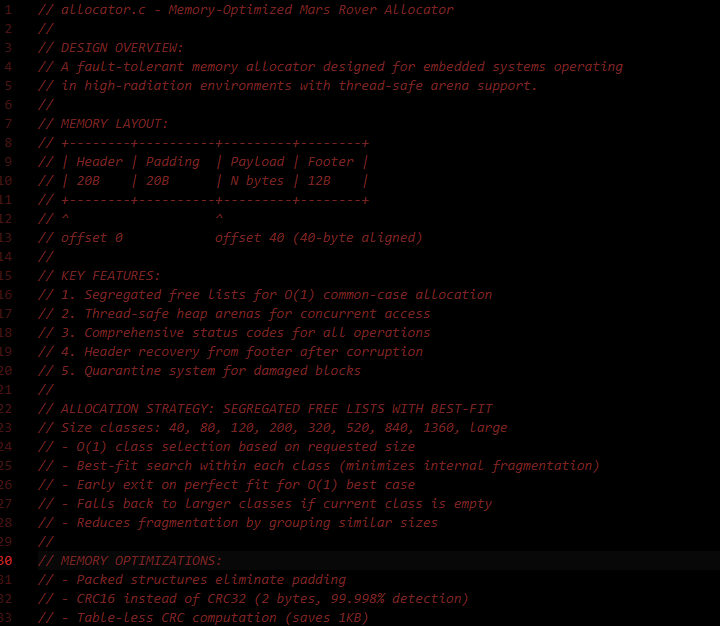 1 // allocator.c - Memory-Optimized Mars Rover Allocator
2 //
3 // DESIGN OVERVIEW:
4 // A fault-tolerant memory allocator designed for embedded systems operating
5 // in high-radiation environments with thread-safe arena support.
6 //
7 // MEMORY LAYOUT:
8 // +--------+----------+---------+--------+
9 // | Header | Padding  | Payload | Footer |
10 // | 20B    | 20B      | N bytes | 12B    |
11 // +--------+----------+---------+--------+
12 // ^                   ^
13 // offset 0            offset 40 (40-byte aligned)
14 //
15 // KEY FEATURES:
16 // 1. Segregated free lists for O(1) common-case allocation
17 // 2. Thread-safe heap arenas for concurrent access
18 // 3. Comprehensive status codes for all operations
19 // 4. Header recovery from footer after corruption
20 // 5. Quarantine system for damaged blocks
21 //
22 // ALLOCATION STRATEGY: SEGREGATED FREE LISTS WITH BEST-FIT
23 // Size classes: 40, 80, 120, 200, 320, 520, 840, 1360, large
24 // - O(1) class selection based on requested size
25 // - Best-fit search within each class (minimizes internal fragmentation)
26 // - Early exit on perfect fit for O(1) best case
27 // - Falls back to larger classes if current class is empty
28 // - Reduces fragmentation by grouping similar sizes
29 //
30 // MEMORY OPTIMIZATIONS:
31 // - Packed structures eliminate padding
32 // - CRC16 instead of CRC32 (2 bytes, 99.998% detection)
33 // - Table-less CRC computation (saves 1KB)